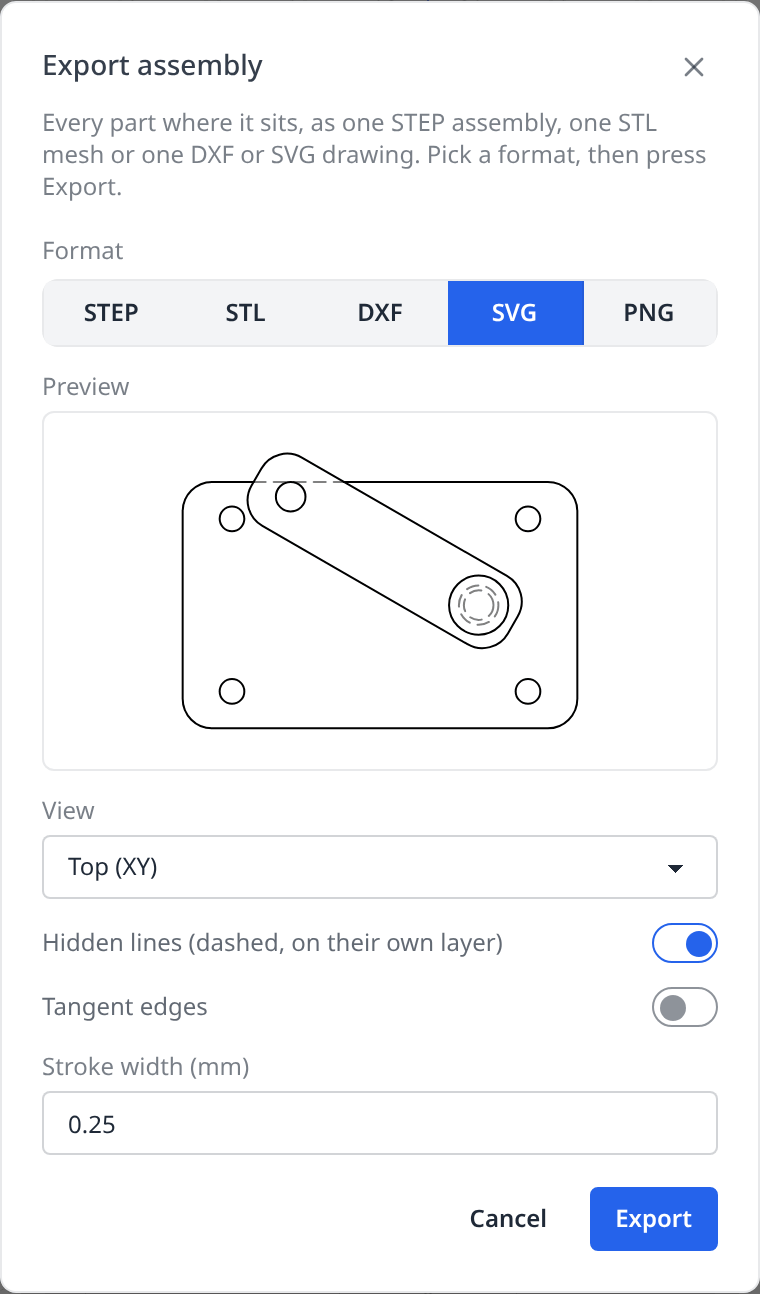 Export assembly
Every part where it sits, as one STEP assembly, one STL
mesh or one DXF or SVG drawing. Pick a format, then press
Export.
Format
STEP STL DXF SVG PNG
Preview
View
Top (XY)
Hidden lines (dashed, on their own layer)
Tangent edges
Stroke width (mm)
0.25
Cancel Export